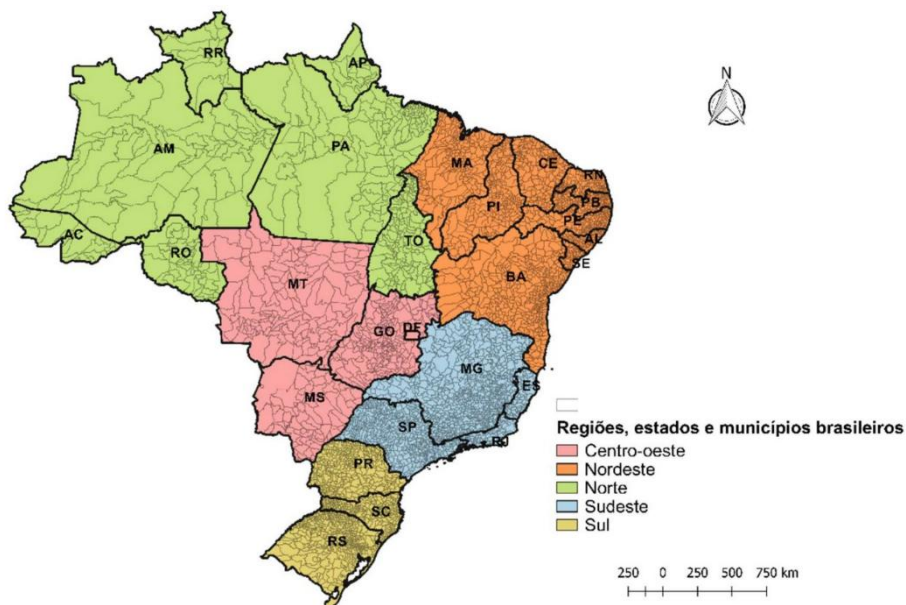 RR
AP
N
AM
PA
MA
CE
RN
PB
PI
PE
AC
TO
AL
RO
SE
BA
MT
GO
DF
MG
ES
MS
SP
RJ
Regiões, estados e municípios brasileiros
Centro-oeste
PR
Nordeste
Norte
SC
Sudeste
Sul
RS
250 0 250 500 750 km